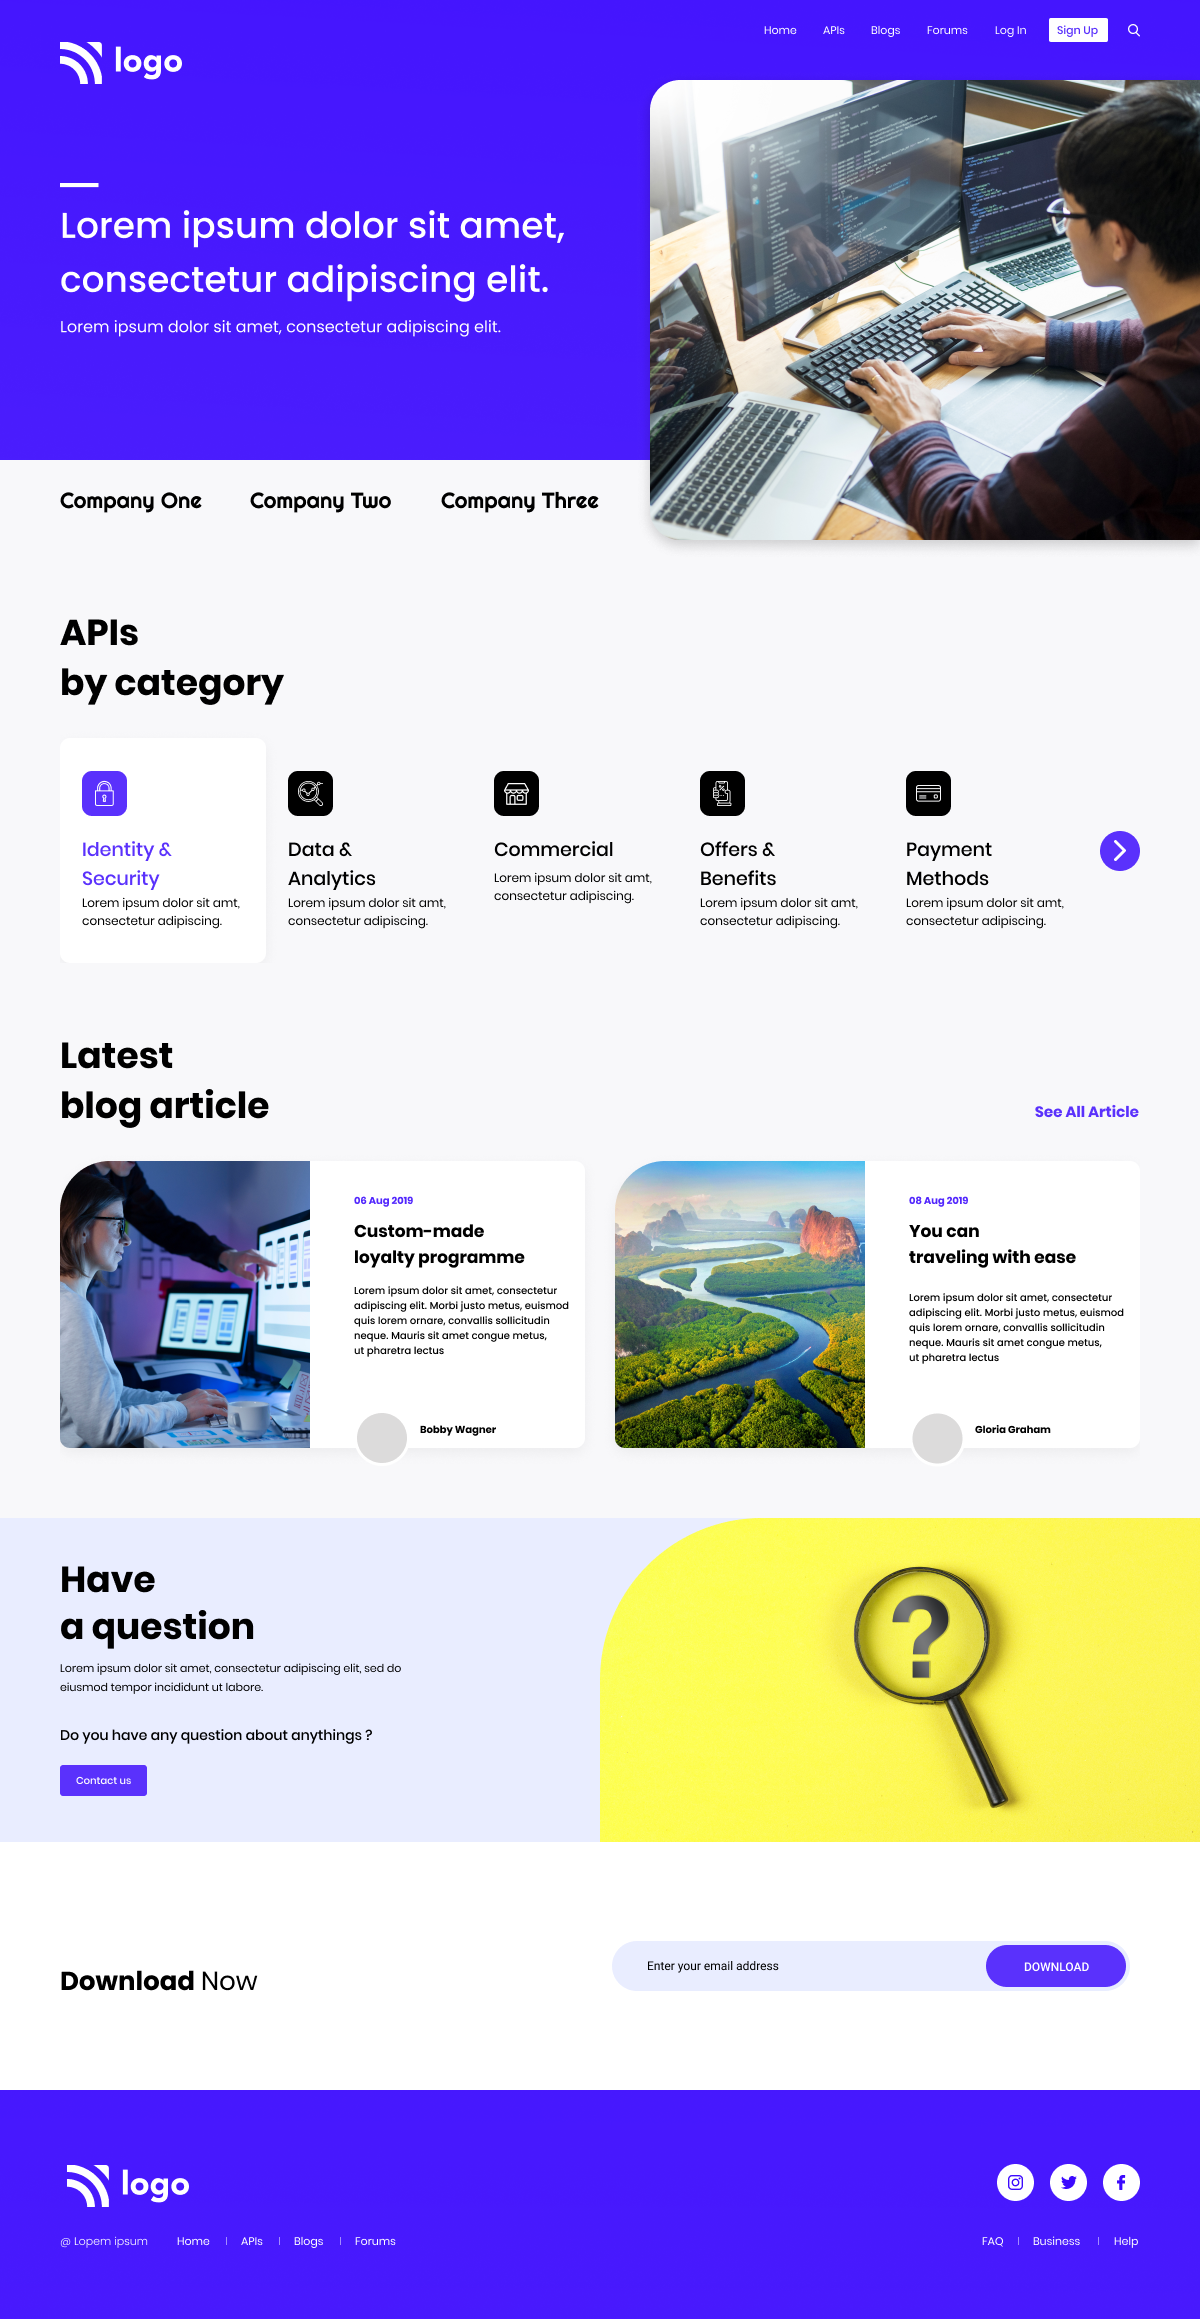 Home APIs Blogs Forums Log In Sign Up
logo
Lorem ipsum dolor sit amet,
consectetur adipiscing elit.
Lorem ipsum dolor sit amet, consectetur adipiscing elit.
Company One Company Two Company Three
APIs
by category
Identity &
Security
Lorem ipsum dolor sit amt,
consectetur adipiscing.
Data &
Analytics
Lorem ipsum dolor sit amt,
consectetur adipiscing.
Commercial
Lorem ipsum dolor sit amt,
consectetur adipiscing.
Offers &
Benefits
Lorem ipsum dolor sit amt,
consectetur adipiscing.
Payment
Methods
Lorem ipsum dolor sit amt,
consectetur adipiscing.
Latest
blog article
See All Article
06 Aug 2019
Custom-made
loyalty programme
Lorem ipsum dolor sit amet, consectetur
adipiscing elit. Morbi justo metus, euismod
quis lorem ornare, convallis sollicitudin
neque. Mauris sit amet congue metus,
ut pharetra lectus
Bobby Wagner
08 Aug 2019
You can
traveling with ease
Lorem ipsum dolor sit amet, consectetur
adipiscing elit. Morbi justo metus, euismod
quis lorem ornare, convallis sollicitudin
neque. Mauris sit amet congue metus,
ut pharetra lectus
Gloria Graham
Have
a question
Lorem ipsum dolor sit amet, consectetur adipiscing elit, sed do
eiusmod tempor incididunt ut labore.
Do you have any question about anythings ?
Contact us
?
Download Now
Enter your email address
DOWNLOAD
logo
@ Lopem ipsum Home | APIs | Blogs | Forums
FAQ | Business | Help